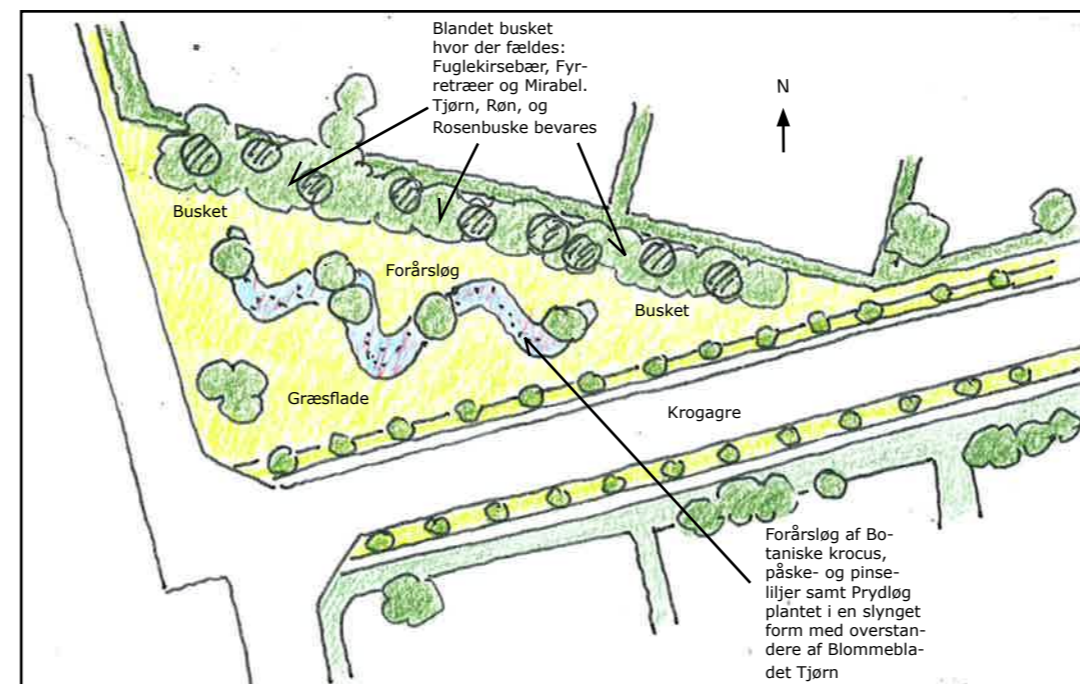 Blandet busket
hvor der fældes:
Fuglekirsebær, Fyr-
retræer og Mirabel.
Tjørn, Røn, og
Rosenbuske bevares
N
Busket
Forårsløg
Busket
Græsflade
Krogagre
Forårsløg af Bo-
taniske krocus,
påske- og pinse-
liljer samt Prydløg
plantet i en slynget
form med overstan-
dere af Blommebla-
det Tjørn